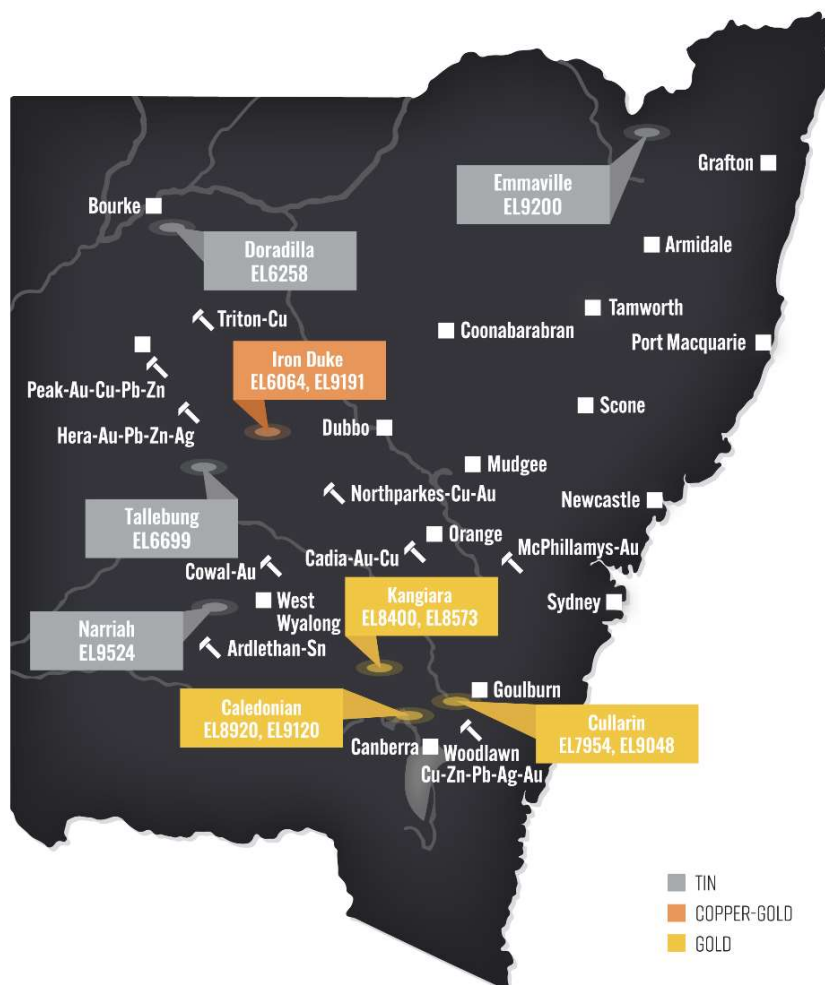 Emmaville
EL9200
Grafton
Bourke
Armidale
Doradilla
EL6258
Tamworth
Triton-Cu
Coonabarabran
Port Macquarie
Iron Duke
EL6064, EL9191
Peak-Au-Cu-Pb-Zn
Scone
Hera-Au-Pb-Zn-Ag
Dubbo
Mudgee
Northparkes-Cu-Au
Newcastle
Tallebung
EL6699
Orange
Cadia-Au-Cu
McPhillamys-Au
Cowal-Au
Kangiara
EL8400, EL8573
West
Wyalong
Sydney
Narriah
EL9524
Ardlethan-Sn
Goulburn
Caledonian
EL8920, EL9120
Cullarin
EL7954, EL9048
Canberra
Woodlawn
Cu-Zn-Pb-Ag-Au
TIN
COPPER-GOLD
GOLD